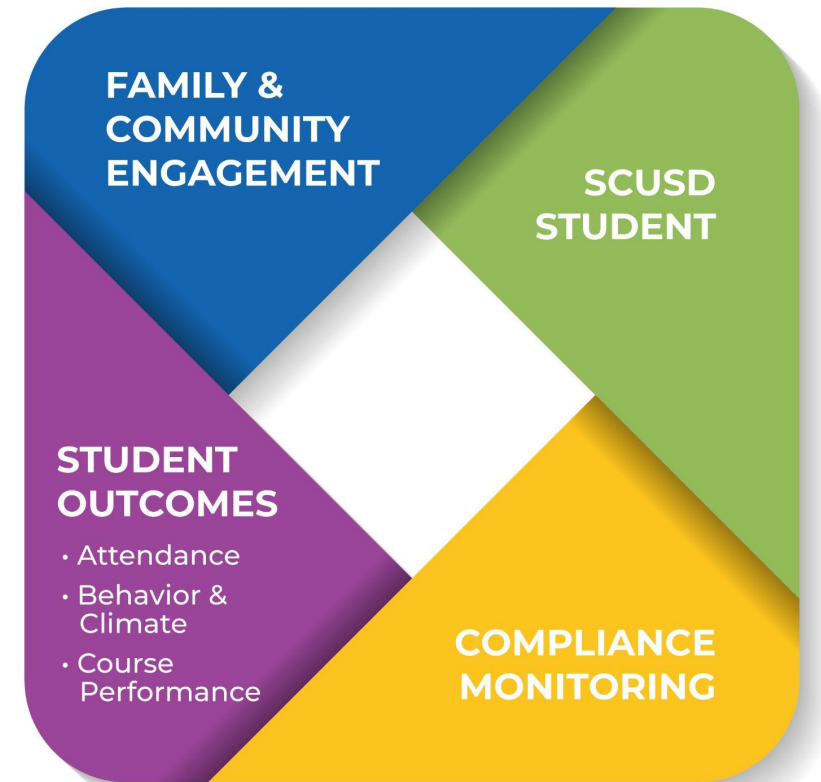 FAMILY &
COMMUNITY
ENGAGEMENT
SCUSD
STUDENT
STUDENT
OUTCOMES
• Attendance
• Behavior &
Climate
• Course
Performance
COMPLIANCE
MONITORING